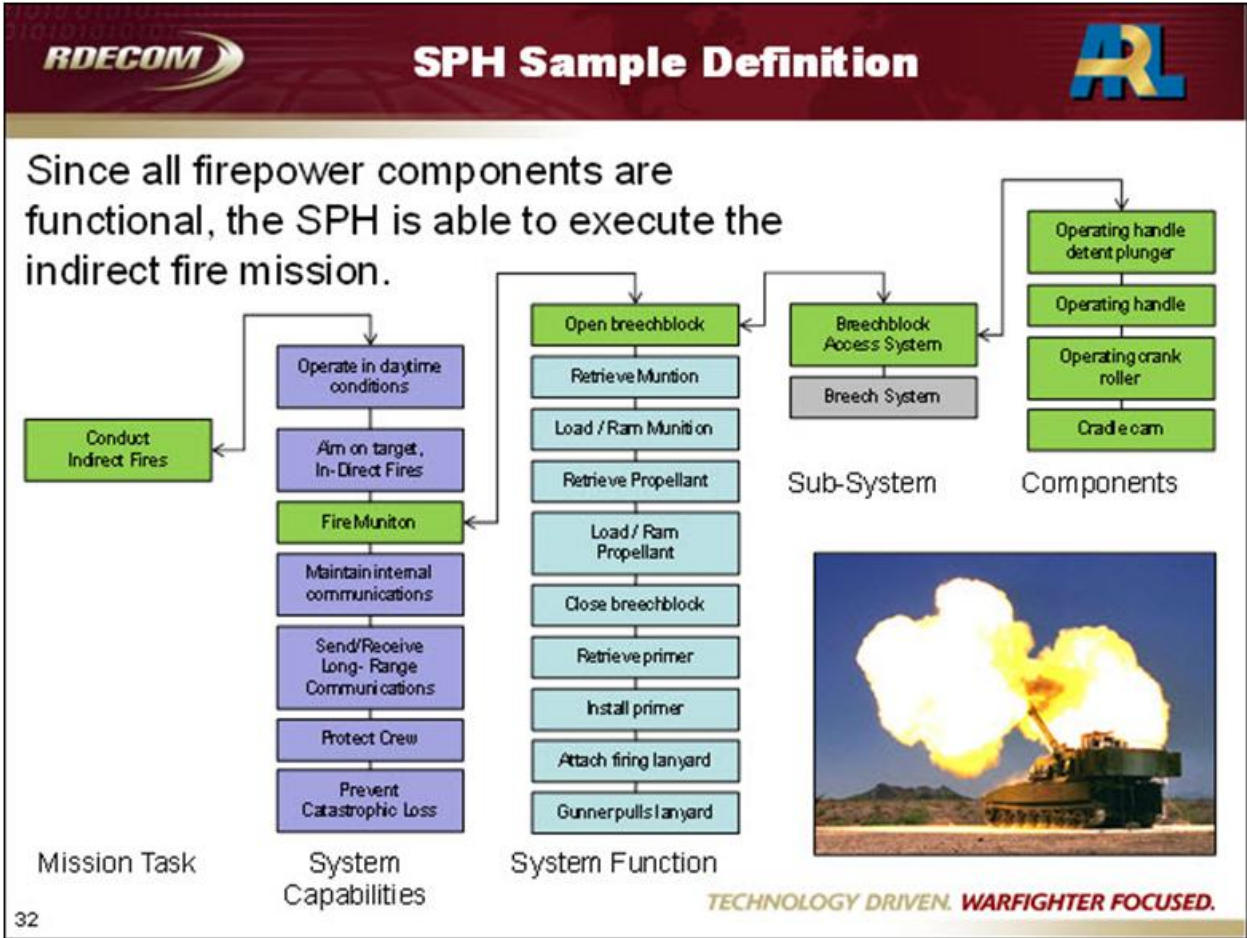 RDECOM
SPH Sample Definition
ARL
Since all firepower components are
functional, the SPH is able to execute the
indirect fire mission.
Conduct
Indirect Fires
Mission Task
Operate in daytime
conditions
Aim on target,
In-Direct Fires
Fire Muniton
Maintain internal
communications
Send/Receive
Long- Range
Communications
Protect Crew
Prevent
Catastrophic Loss
System
Capabilities
Open breechblock
Retrieve Muntion
Load / Ram Munition
Retrieve Propellant
Load / Ram
Propellant
Close breechblock
Retrieve primer
Install primer
Attach firing lanyard
Gunner pulls lanyard
System Function
Breechblock
Access System
Breech System
Sub-System
Operating handle
detent plunger
Operating handle
Operating crank
roller
Cradle cam
Components
TECHNOLOGY DRIVEN. WARFIGHTER FOCUSED.
32